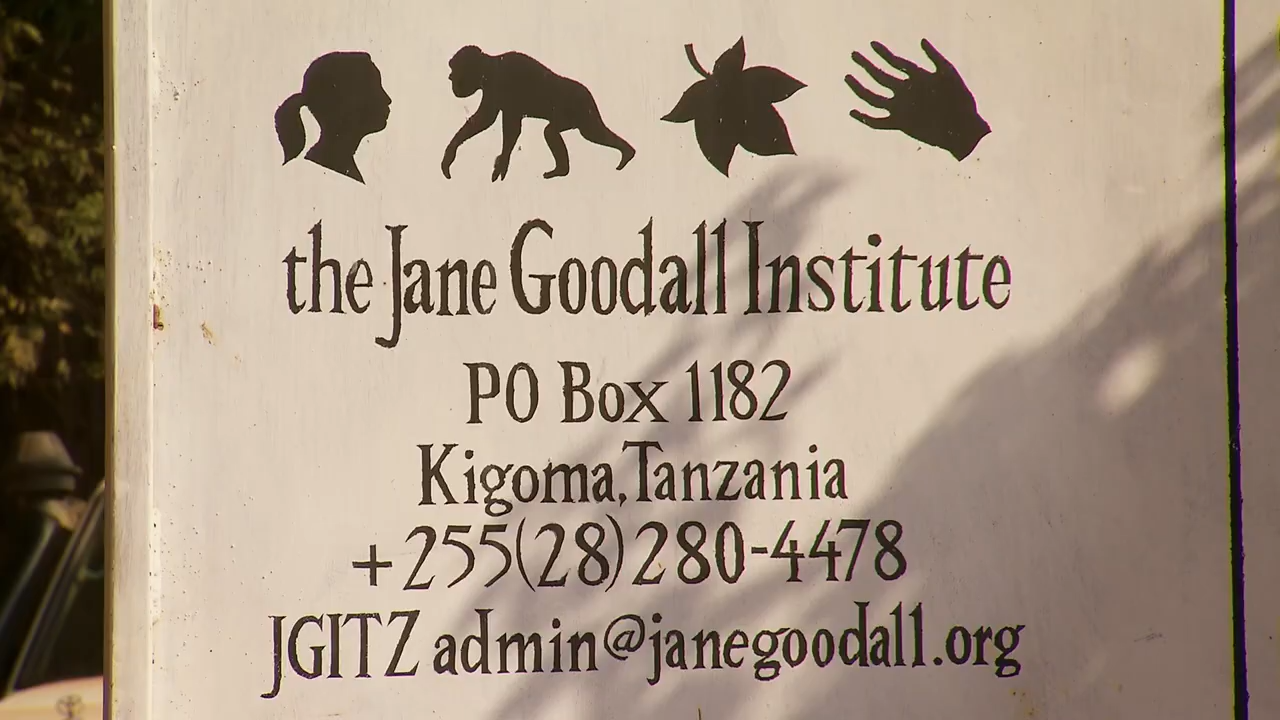 the Jane Goodall Institute
PO Box 1182
Kigoma, Tanzania
+255(28)280-4478
JGITZ admin@janegoodall.org